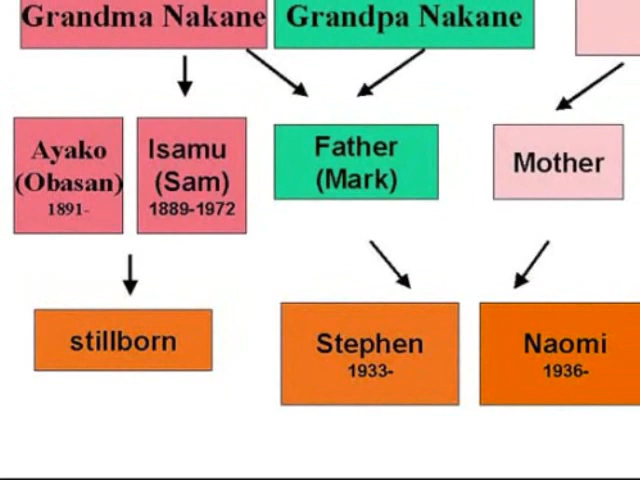 Grandma Nakane
Grandpa Nakane
Ayako
(Obasan)
1891-
Isamu
(Sam)
1889-1972
Father
(Mark)
Mother
stillborn
Stephen
1933-
Naomi
1936-